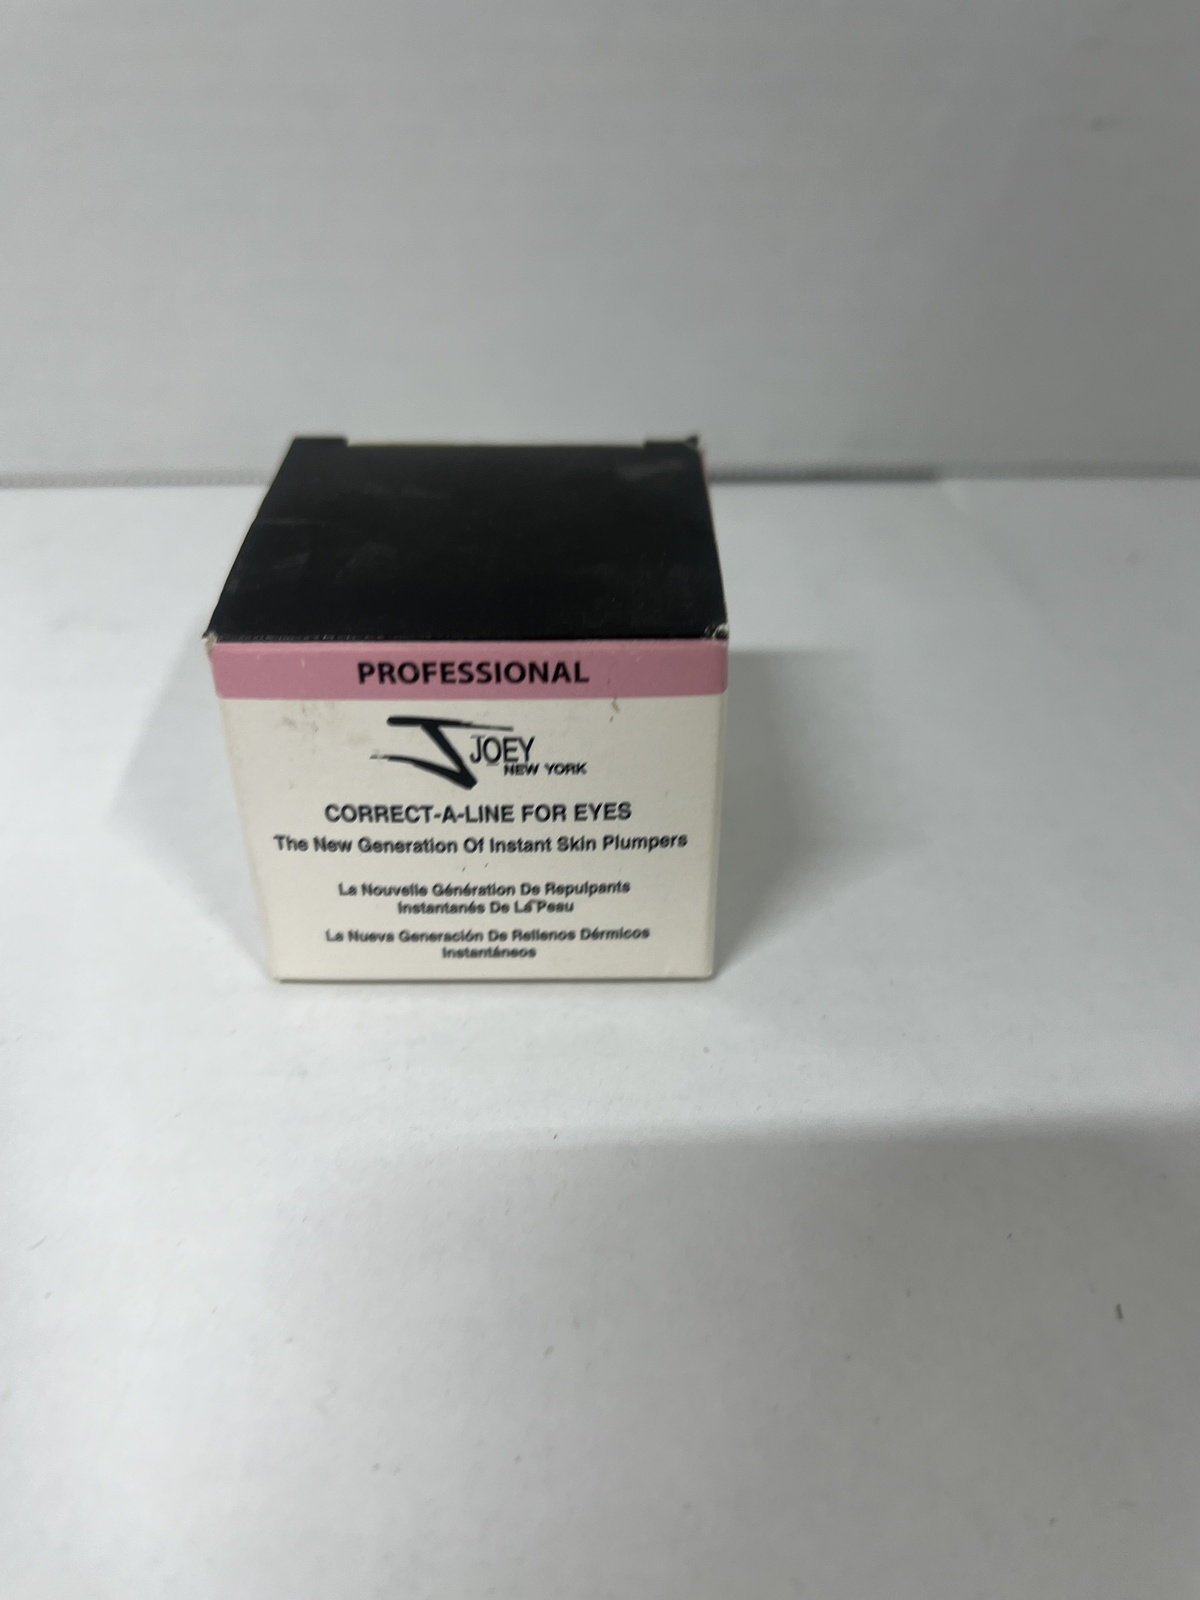 PROFESSIONAL
JOEY
NEW YORK
CORRECT-A-LINE FOR EYES
The New Generation Of Instant Skin Plumpers
La Nouvelle Génération De Repulpants
Instantanés De La Peau
La Nueva Generación De Rellenos Dérmicos
Instantáneos